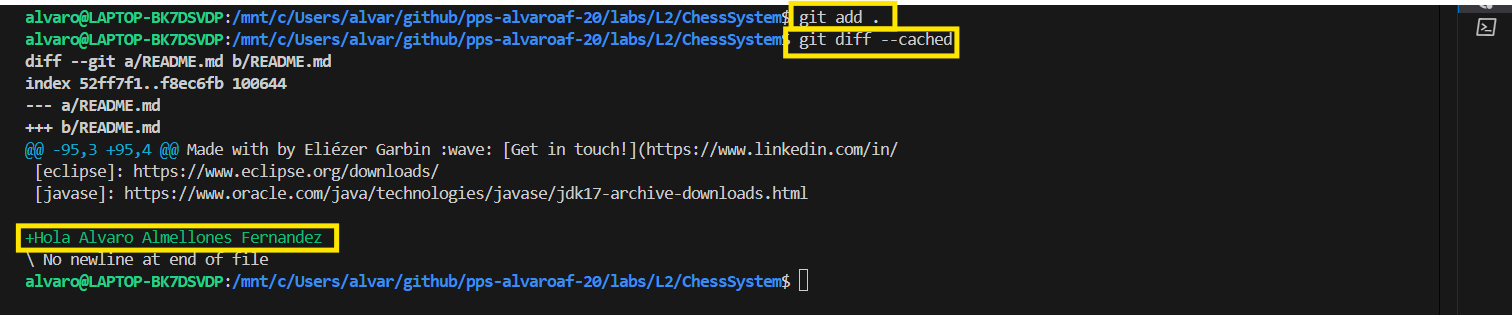 alvaro@LAPTOP-BK7DSVDP:/mnt/c/Users/alvar/github/pps-alvaroaf-20/labs/L2/ChessSystem$ git add .
alvaro@LAPTOP-BK7DSVDP:/mnt/c/Users/alvar/github/pps-alvaroaf-20/labs/L2/ChessSystem$ git diff --cached
diff --git a/README.md b/README.md
index 52ff7f1..f8ec6fb 100644
--- a/README.md
+++ b/README.md
@@ -95,3 +95,4 @@ Made with by Eliézer Garbin :wave: [Get in touch!](https://www.linkedin.com/in/
 [eclipse]: https://www.eclipse.org/downloads/
 [javase]: https://www.oracle.com/java/technologies/javase/jdk17-archive-downloads.html
+Hola Alvaro Almellones Fernandez
\ No newline at end of file
alvaro@LAPTOP-BK7DSVDP:/mnt/c/Users/alvar/github/pps-alvaroaf-20/labs/L2/ChessSystem$